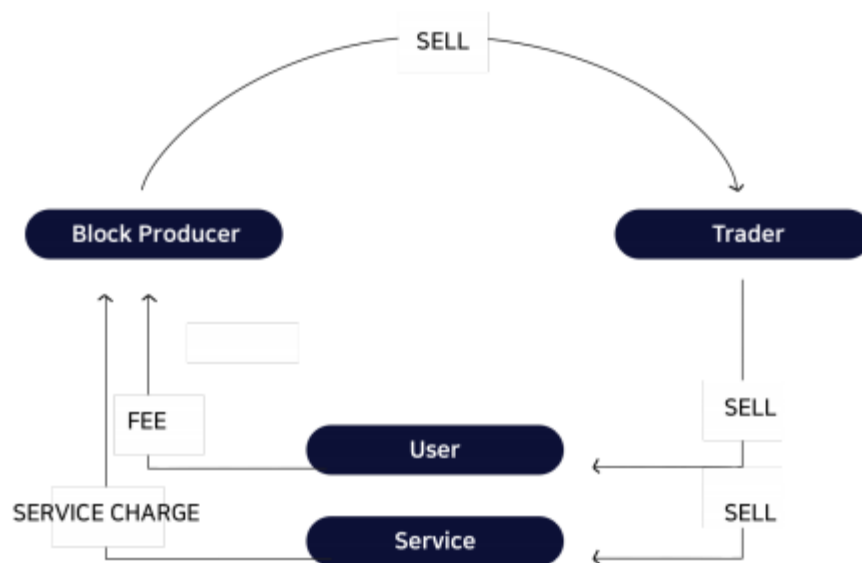 SELL
Block Producer
Trader
FEE
SELL
User
SERVICE CHARGE
SELL
Service